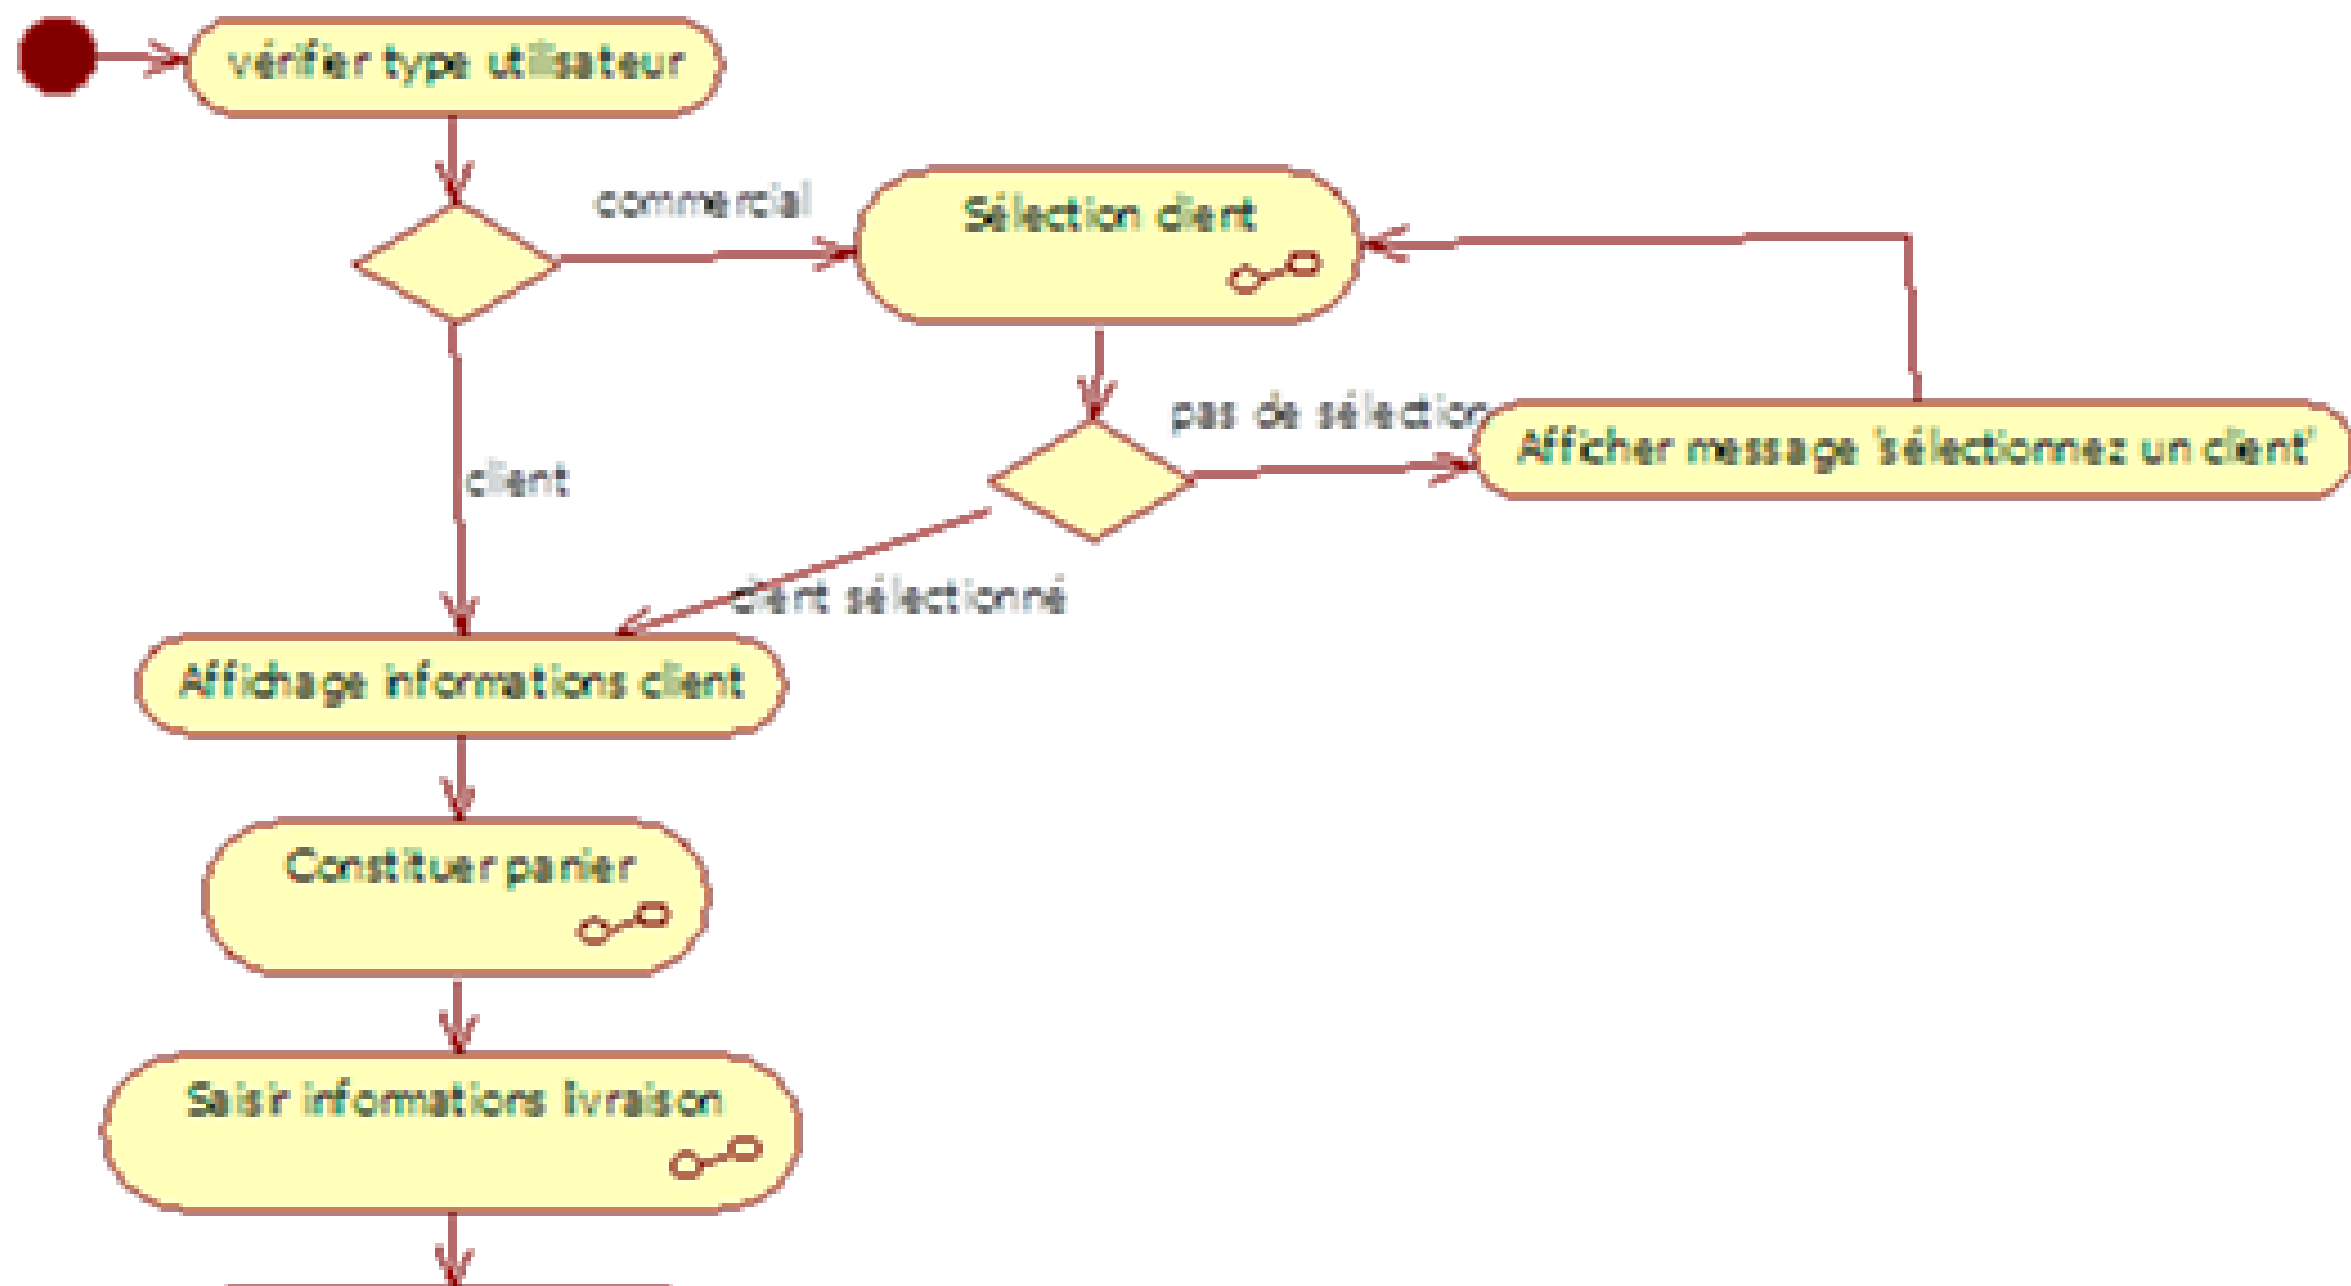 vérifier type utilisateur
commercial
Sélection client
pas de sélection
Afficher message 'sélectionnez un client'
client
client sélectionné
Affichage informations client
Constituer panier
Saisir informations livraison